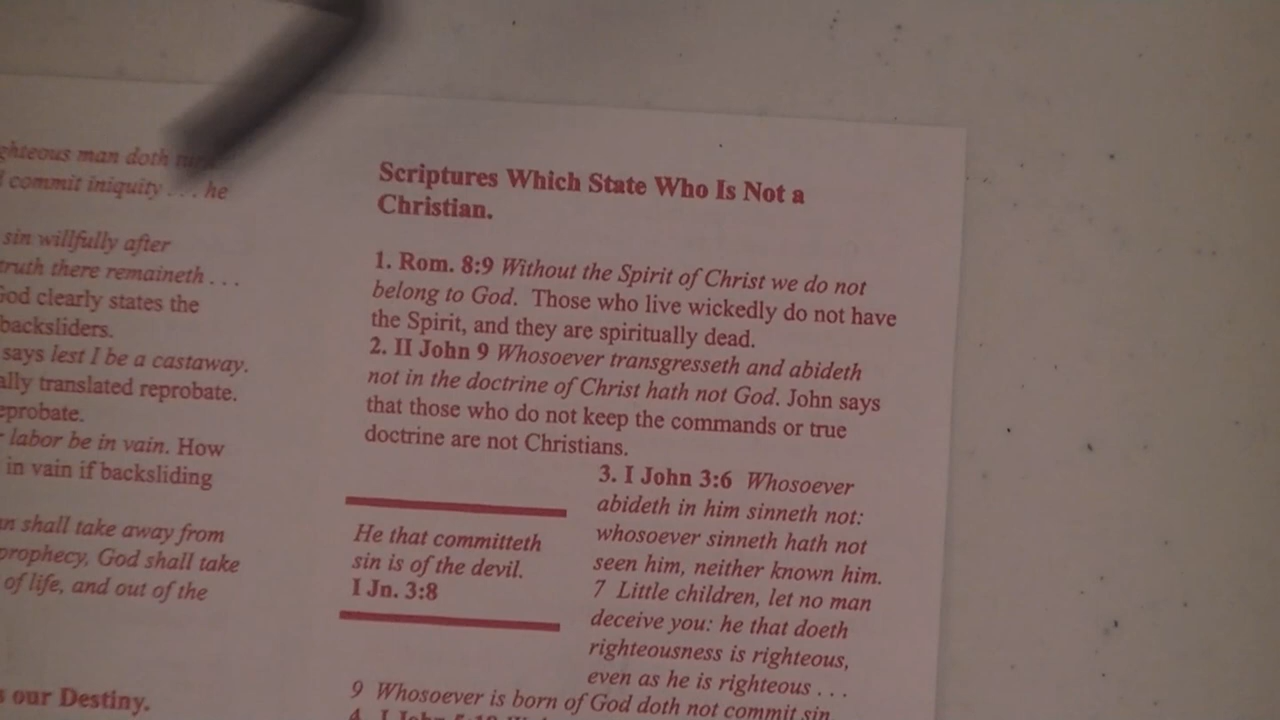 ghteous man doth
commit iniquity . . . he
sin willfully after
truth there remaineth . . .
God clearly states the
backsliders.
says lest I be a castaway.
ally translated reprobate.
eprobate.
labor be in vain. How
in vain if backsliding
n shall take away from
prophecy, God shall take
of life, and out of the
s our Destiny.
Scriptures Which State Who Is Not a
Christian.
1. Rom. 8:9 Without the Spirit of Christ we do not
belong to God. Those who live wickedly do not have
the Spirit, and they are spiritually dead.
2. II John 9 Whosoever transgresseth and abideth
not in the doctrine of Christ hath not God. John says
that those who do not keep the commands or true
doctrine are not Christians.
He that committeth
sin is of the devil.
I Jn. 3:8
3. I John 3:6 Whosoever
abideth in him sinneth not:
whosoever sinneth hath not
seen him, neither known him.
7 Little children, let no man
deceive you: he that doeth
righteousness is righteous,
even as he is righteous . . .
9 Whosoever is born of God doth not commit sin
4. I John